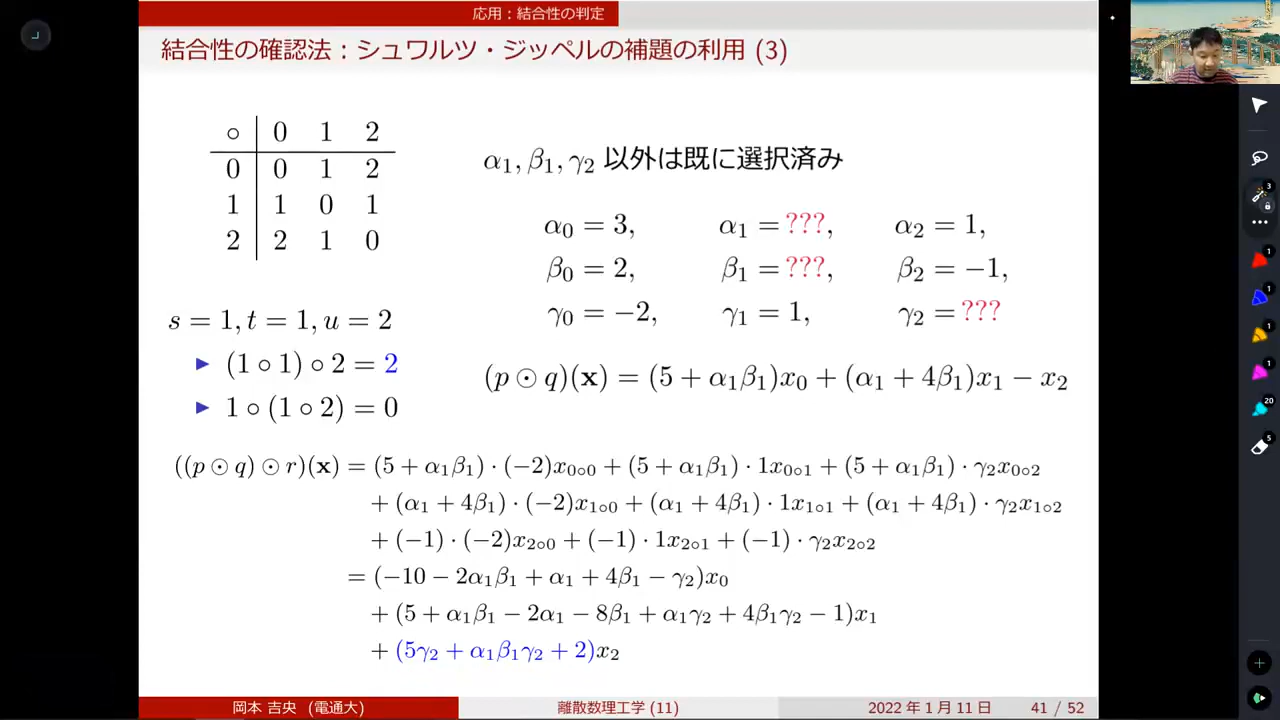 応用：結合性の判定
結合性の確認法：シュワルツ・ジッペルの補題の利用 (3)
∘ 0 1 2
0 0 1 2
1 1 0 1
2 2 1 0
s = 1, t = 1, u = 2
▶ (1 ∘ 1) ∘ 2 = 2
▶ 1 ∘ (1 ∘ 2) = 0
α₁, β₁, γ₂ 以外は既に選択済み
α₀ = 3, α₁ = ???, α₂ = 1,
β₀ = 2, β₁ = ???, β₂ = −1,
γ₀ = −2, γ₁ = 1, γ₂ = ???
(p ⊙ q)(x) = (5 + α₁β₁)x₀ + (α₁ + 4β₁)x₁ − x₂
((p ⊙ q) ⊙ r)(x) = (5 + α₁β₁) · (−2)x₀∘₀ + (5 + α₁β₁) · 1x₀∘₁ + (5 + α₁β₁) · γ₂x₀∘₂
+ (α₁ + 4β₁) · (−2)x₁∘₀ + (α₁ + 4β₁) · 1x₁∘₁ + (α₁ + 4β₁) · γ₂x₁∘₂
+ (−1) · (−2)x₂∘₀ + (−1) · 1x₂∘₁ + (−1) · γ₂x₂∘₂
= (−10 − 2α₁β₁ + α₁ + 4β₁ − γ₂)x₀
+ (5 + α₁β₁ − 2α₁ − 8β₁ + α₁γ₂ + 4β₁γ₂ − 1)x₁
+ (5γ₂ + α₁β₁γ₂ + 2)x₂
岡本 吉央 (電通大) 離散数理工学 (11) 2022 年 1 月 11 日 41 / 52
3
1
1
1
1
20
5